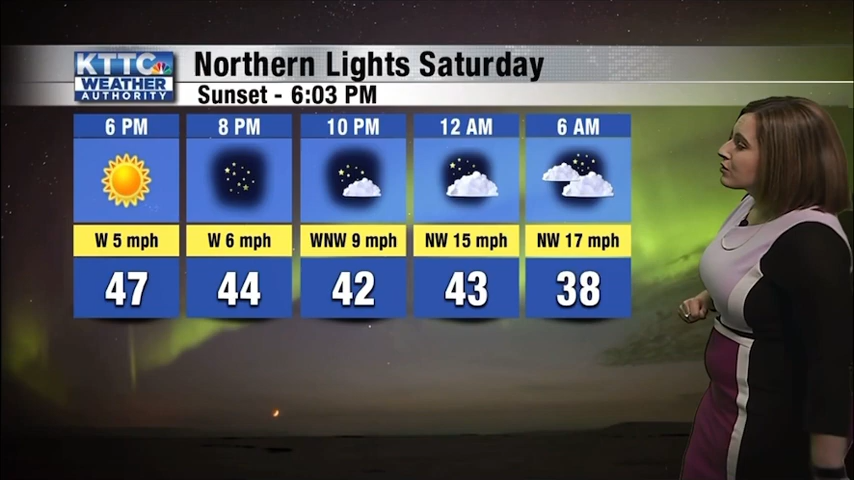 KTTC
WEATHER
AUTHORITY
Northern Lights Saturday
Sunset - 6:03 PM
6 PM 8 PM 10 PM 12 AM 6 AM
W 5 mph W 6 mph WNW 9 mph NW 15 mph NW 17 mph
47 44 42 43 38